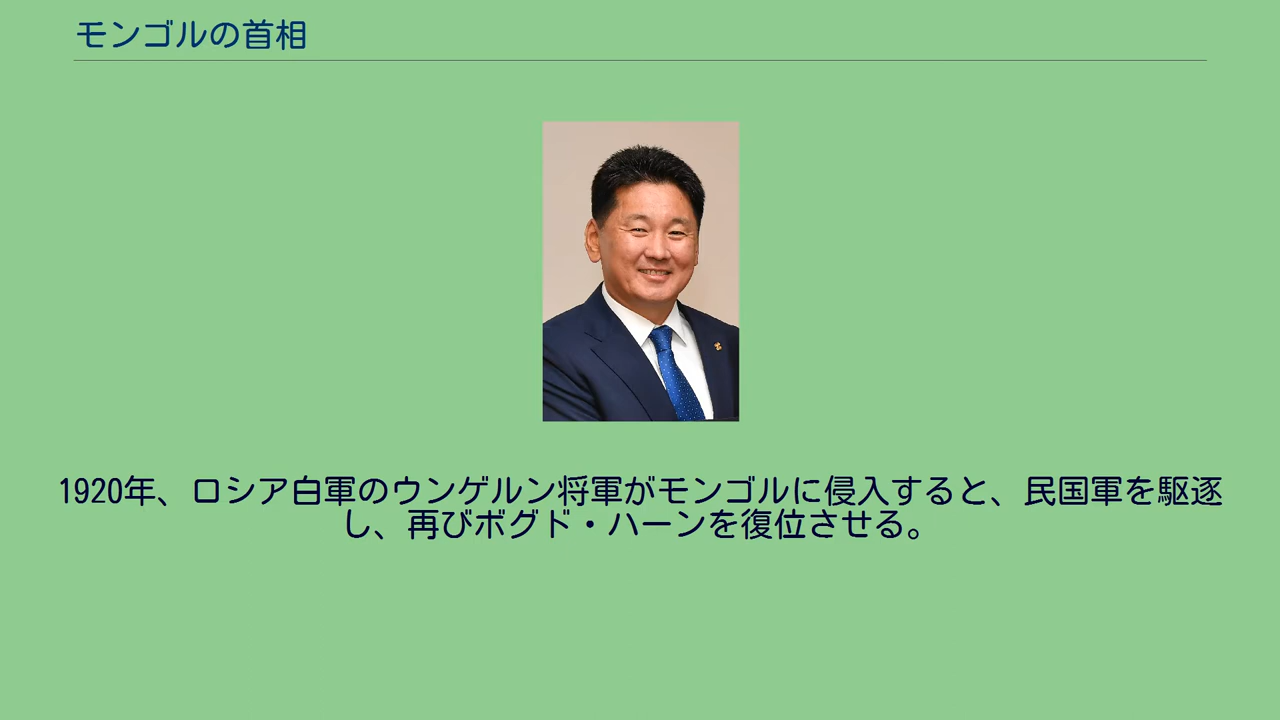 モンゴルの首相
1920年、ロシア白軍のウンゲルン将軍がモンゴルに侵入すると、民国軍を駆逐
し、再びボグド・ハーンを復位させる。